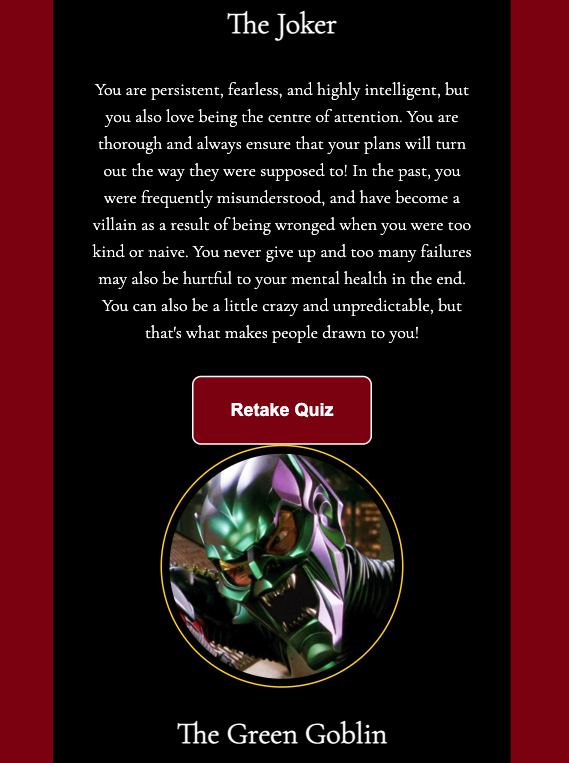 The Joker
You are persistent, fearless, and highly intelligent, but
you also love being the centre of attention. You are
thorough and always ensure that your plans will turn
out the way they were supposed to! In the past, you
were frequently misunderstood, and have become a
villain as a result of being wronged when you were too
kind or naive. You never give up and too many failures
may also be hurtful to your mental health in the end.
You can also be a little crazy and unpredictable, but
that's what makes people drawn to you!
Retake Quiz
The Green Goblin